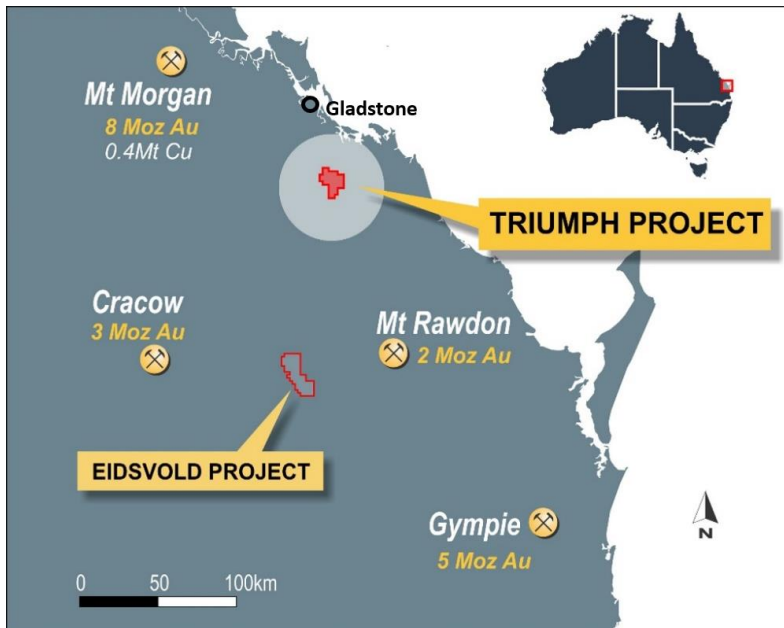 Mt Morgan
8 Moz Au
0.4Mt Cu
Gladstone
TRIUMPH PROJECT
Cracow
3 Moz Au
Mt Rawdon
2 Moz Au
EIDSVOLD PROJECT
Gympie
5 Moz Au
N
0 50 100km